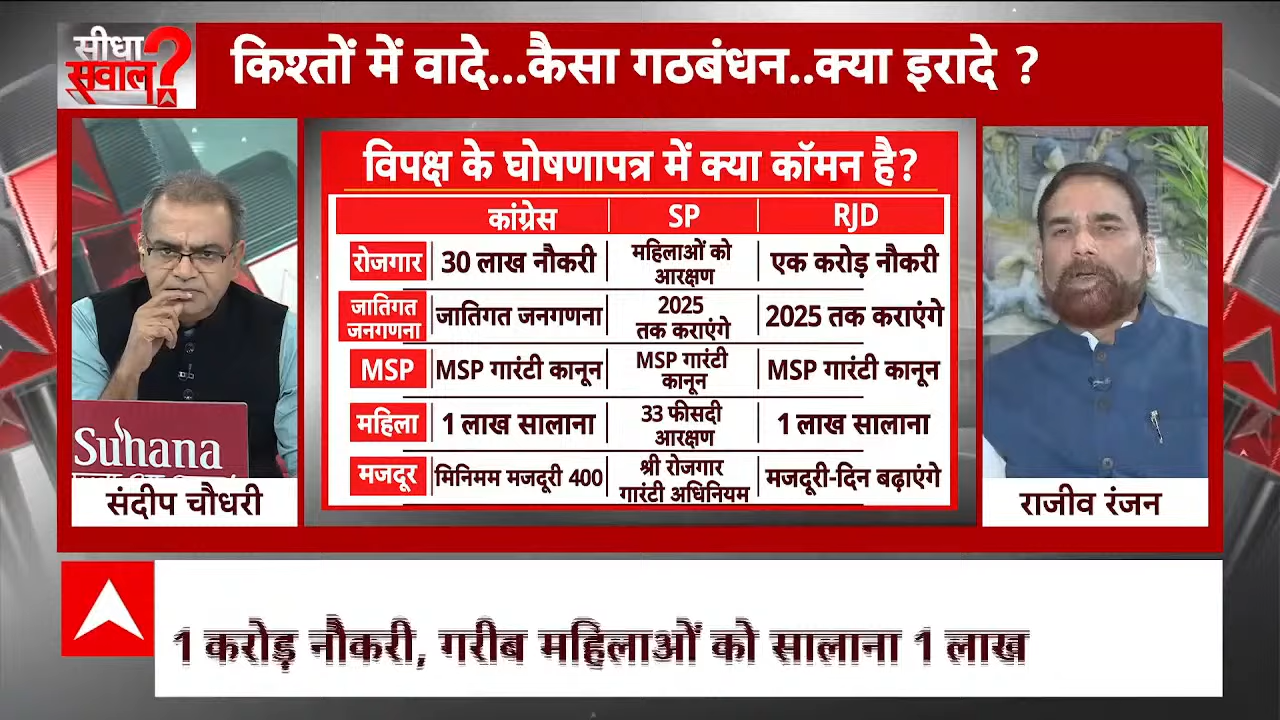 सीधा
सवाल?
किश्तों में वादे...कैसा गठबंधन..क्या इरादे ?
विपक्ष के घोषणापत्र में क्या कॉमन है?
कांग्रेस SP RJD
रोजगार 30 लाख नौकरी महिलाओं को आरक्षण एक करोड़ नौकरी
जातिगत जनगणना जातिगत जनगणना 2025 तक कराएंगे 2025 तक कराएंगे
MSP MSP गारंटी कानून MSP गारंटी कानून MSP गारंटी कानून
महिला 1 लाख सालाना 33 फीसदी आरक्षण 1 लाख सालाना
मजदूर मिनिमम मजदूरी 400 श्री रोजगार गारंटी अधिनियम मजदूरी-दिन बढ़ाएंगे
Suhana
संदीप चौधरी
राजीव रंजन
1 करोड़ नौकरी, गरीब महिलाओं को सालाना 1 लाख